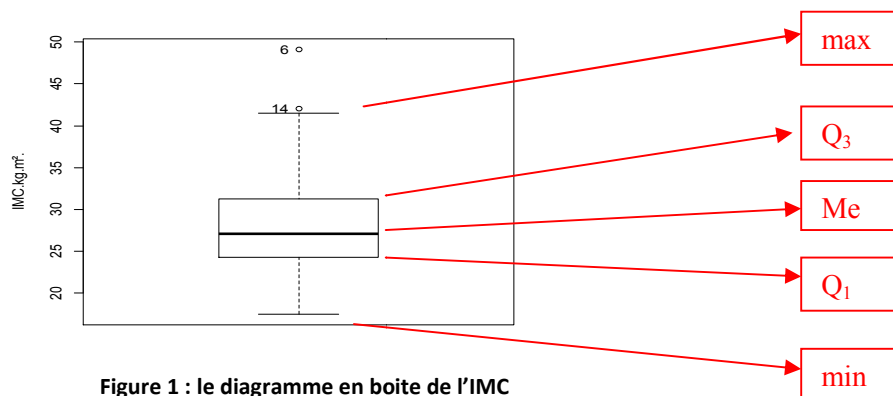 max
50
6
45
14
40
Q₃
35
IMC.kg.m².
30
Me
25
Q₁
20
min
Figure 1 : le diagramme en boite de l’IMC